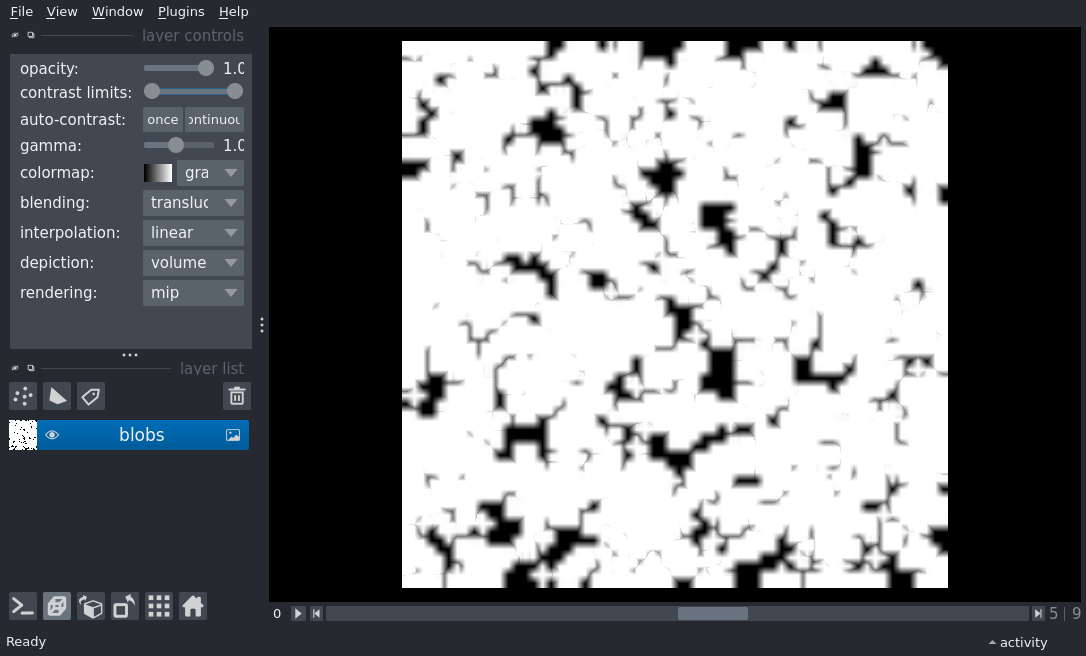 File View Window Plugins Help
layer controls
opacity: 1.0
contrast limits:
auto-contrast: once ontinuou
gamma: 1.0
colormap: gra
blending: transluc
interpolation: linear
depiction: volume
rendering: mip
layer list
blobs
0 5 | 9
Ready activity